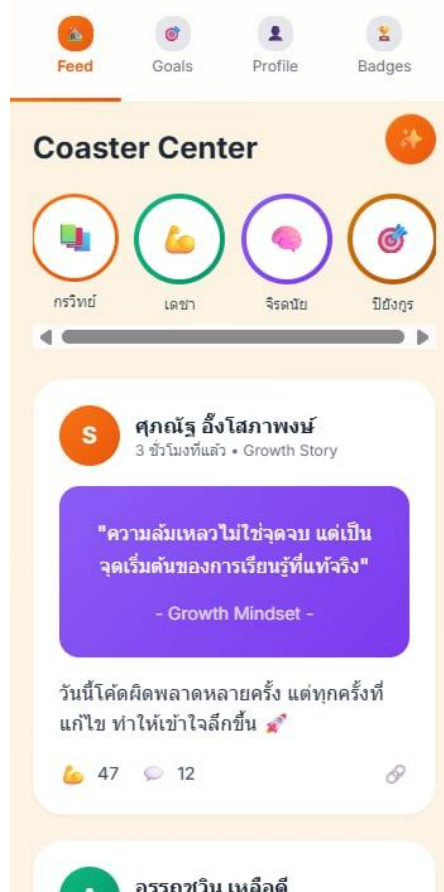 Feed
Goals
Profile
Badges
Coaster Center
กรวิทย์
เดชา
จิรดนัย
ปิยังกูร
S
ศุภณัฐ อึ๊งโสภาพงษ์
3 ชั่วโมงที่แล้ว • Growth Story
"ความล้มเหลวไม่ใช่จุดจบ แต่เป็น
จุดเริ่มต้นของการเรียนรู้ที่แท้จริง"
- Growth Mindset -
วันนี้โค้ดผิดพลาดหลายครั้ง แต่ทุกครั้งที่
แก้ไข ทำให้เข้าใจลึกขึ้น 🚀
47
12